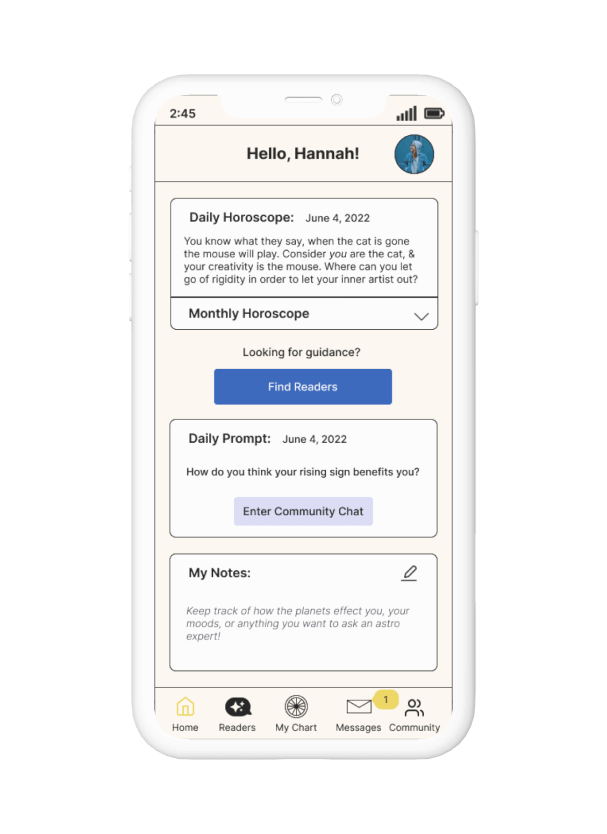 2:45
Hello, Hannah!
Daily Horoscope: June 4, 2022
You know what they say, when the cat is gone
the mouse will play. Consider you are the cat, &
your creativity is the mouse. Where can you let
go of rigidity in order to let your inner artist out?
Monthly Horoscope
Looking for guidance?
Find Readers
Daily Prompt: June 4, 2022
How do you think your rising sign benefits you?
Enter Community Chat
My Notes:
Keep track of how the planets effect you, your
moods, or anything you want to ask an astro
expert!
1
Home Readers My Chart Messages Community